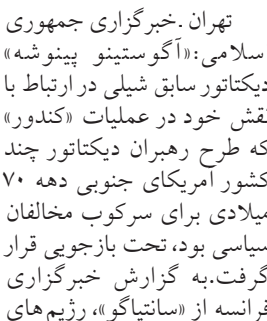 تهران.خبرگزاری جمهوری
سلامی:«آگوستینو پینوشه»
دیکتاتور سابق شیلی در ارتباط با
نقش خود در عملیات «کندور»
که طرح رهبران دیکتاتور چند
کشور آمریکای جنوبی دهه ۷۰
میلادی برای سرکوب مخالفان
سیاسی بود، تحت بازجویی قرار
گرفت.به گزارش خبرگزاری
فرانسه از «سانتیاگو»، رژیم های